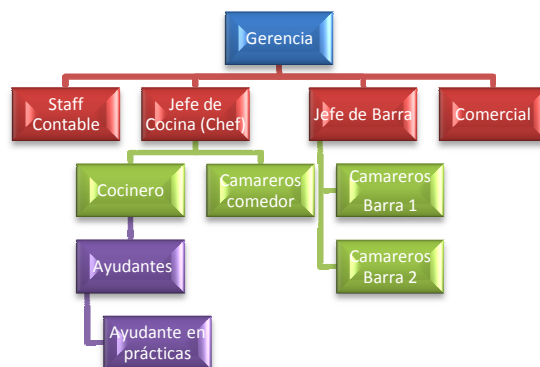 Gerencia
Staff
Contable
Jefe de
Cocina (Chef)
Jefe de Barra
Comercial
Cocinero
Camareros
comedor
Camareros
Barra 1
Ayudantes
Camareros
Barra 2
Ayudante en
prácticas